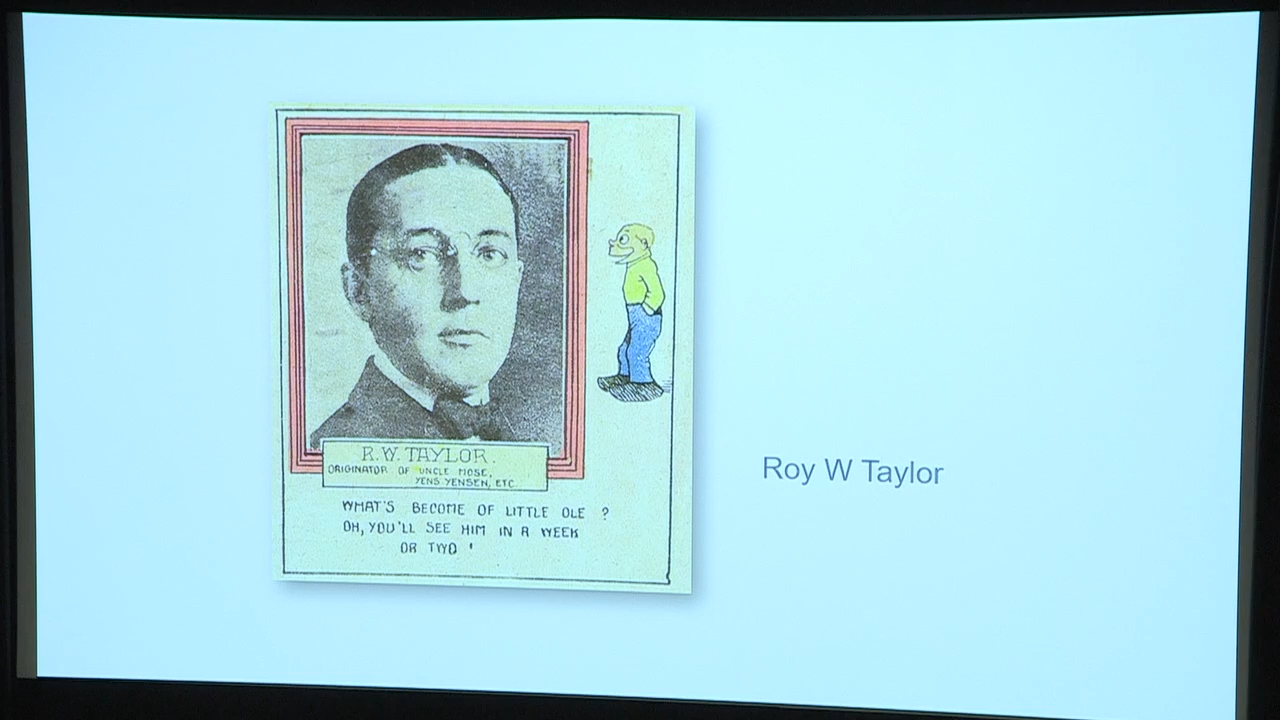 R.W. TAYLOR.
ORIGINATOR OF UNCLE MOSE,
YENS YENSEN, ETC.
WHAT'S BECOME OF LITTLE OLE ?
OH, YOU'LL SEE HIM IN A WEEK
OR TWO '
Roy W Taylor